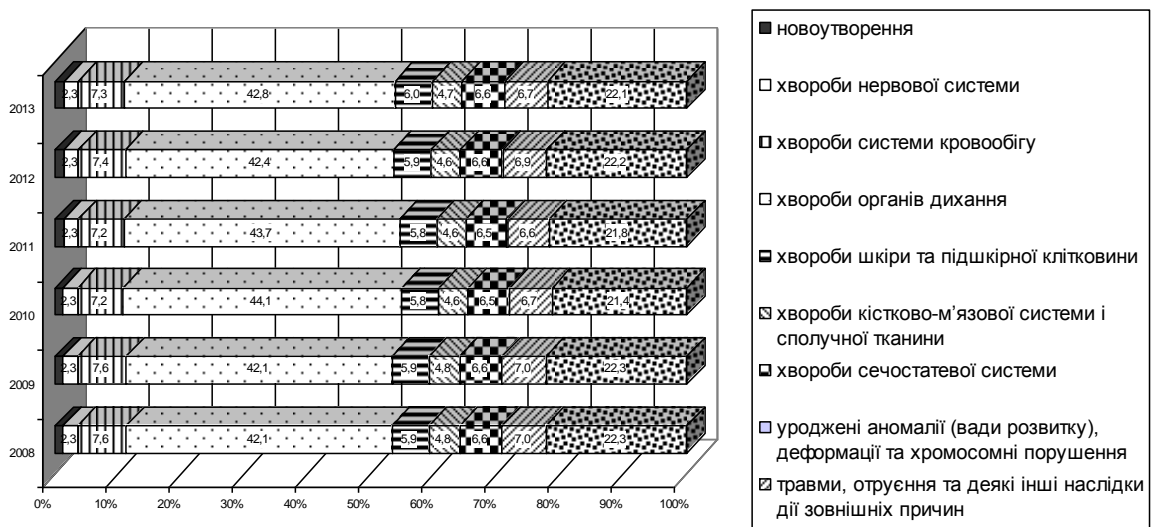 2013
2,3 7,3 42,8 6,0 4,7 6,6 6,7 22,1
2012
2,3 7,4 42,4 5,9 4,6 6,6 6,9 22,2
2011
2,3 7,2 43,7 5,8 4,6 6,5 6,6 21,8
2010
2,3 7,2 44,1 5,8 4,6 6,5 6,7 21,4
2009
2,3 7,6 42,1 5,9 4,8 6,6 7,0 22,3
2008
2,3 7,6 42,1 5,9 4,8 6,6 7,0 22,3
0% 10% 20% 30% 40% 50% 60% 70% 80% 90% 100%
новоутворення
хвороби нервової системи
хвороби системи кровообігу
хвороби органів дихання
хвороби шкіри та підшкірної клітковини
хвороби кістково-м’язової системи і
сполучної тканини
хвороби сечостатевої системи
уроджені аномалії (вади розвитку),
деформації та хромосомні порушення
травми, отруєння та деякі інші наслідки
дії зовнішніх причин